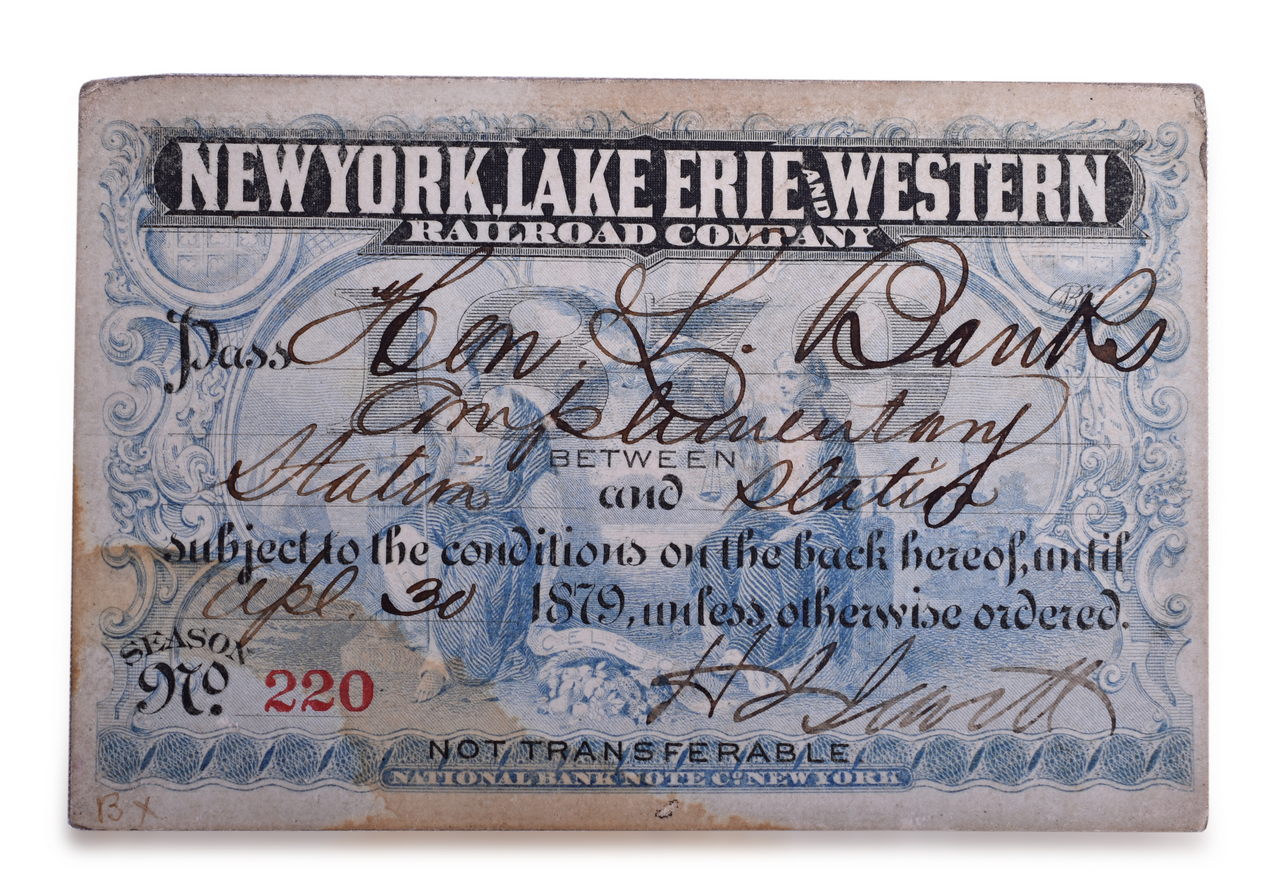 NEW YORK, LAKE ERIE AND WESTERN
RAILROAD COMPANY
1879
Pass Hon. L. Banks
Complimentary
BETWEEN
Station and Station
subject to the conditions on the back hereof, until
Apl. 30 1879, unless otherwise ordered.
SEASON
No. 220
NOT TRANSFERABLE
NATIONAL BANK NOTE Co. NEW YORK
B X